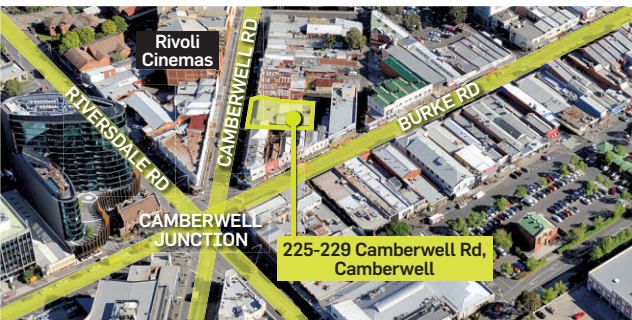 Rivoli
Cinemas
RIVERSDALE RD
CAMBERWELL RD
BURKE RD
CAMBERWELL
JUNCTION
225-229 Camberwell Rd,
Camberwell